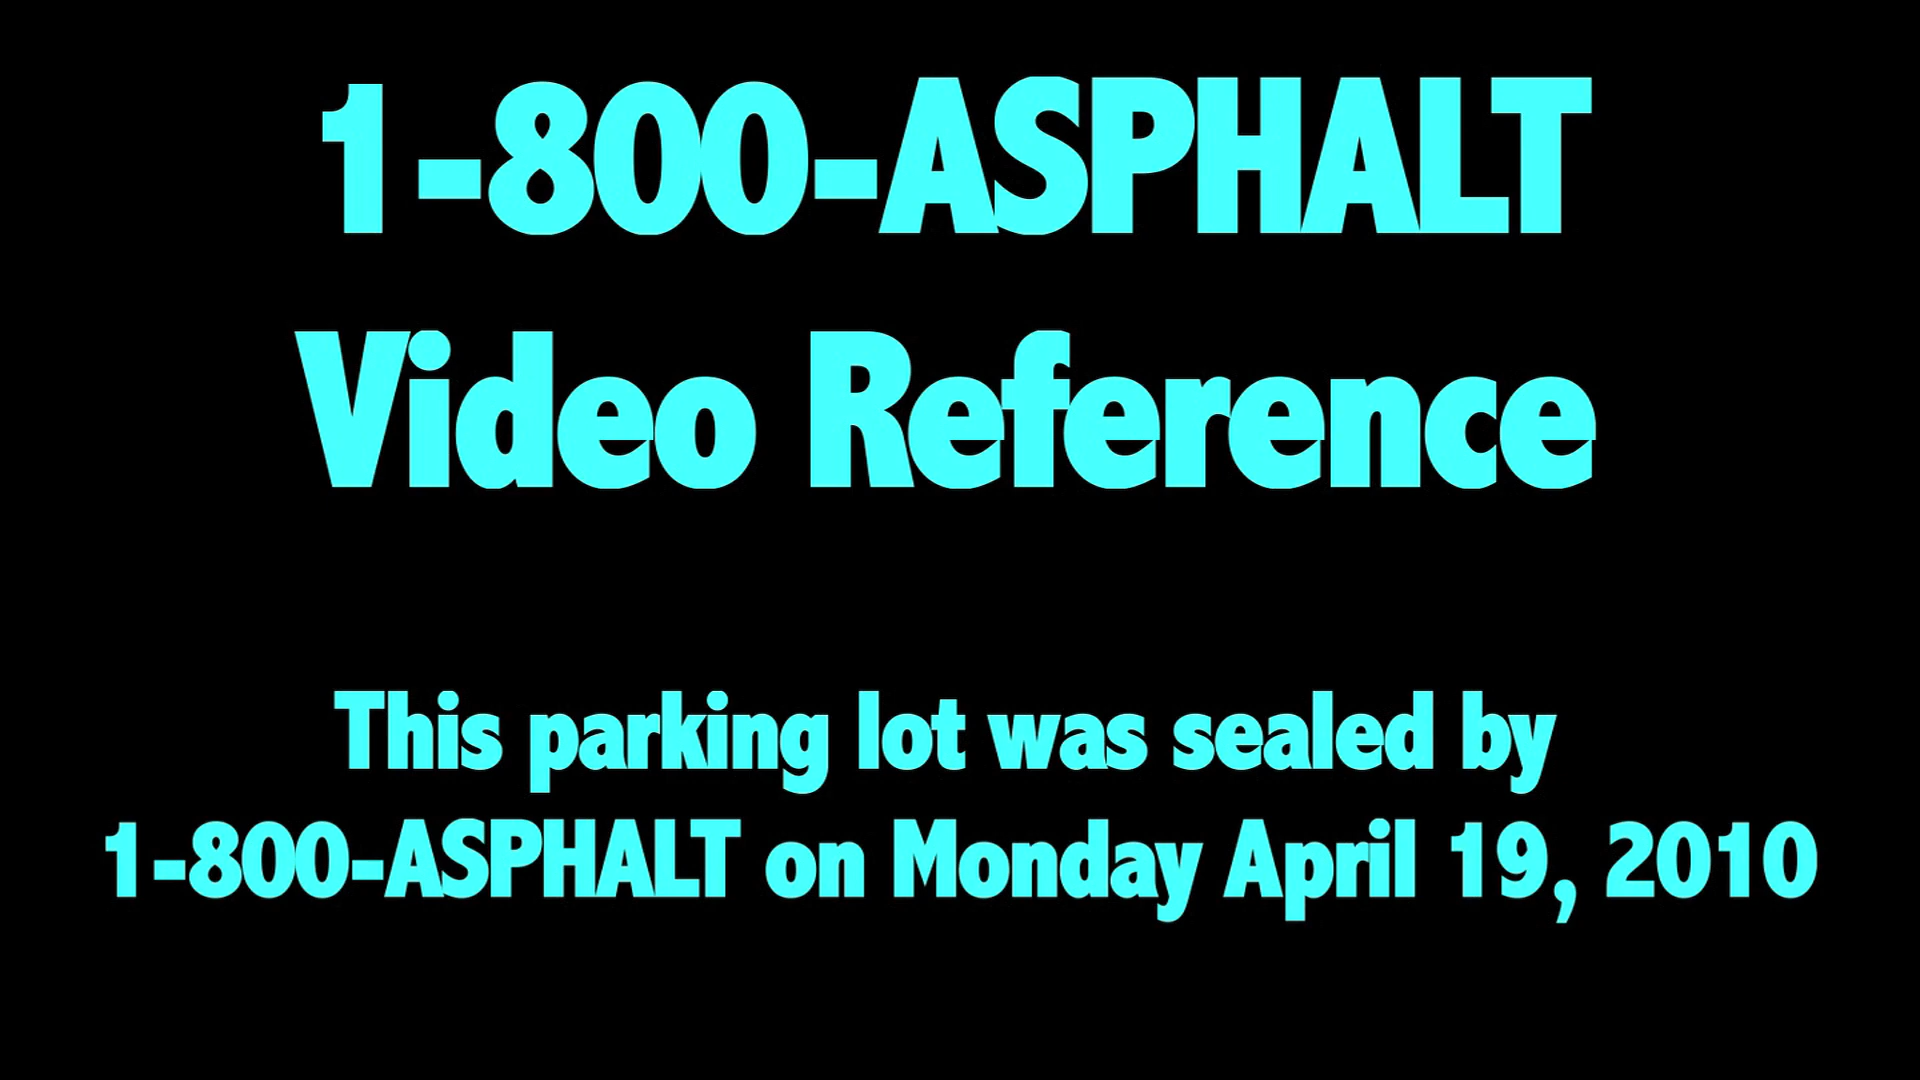 1-800-ASPHALT
Video Reference
This parking lot was sealed by
1-800-ASPHALT on Monday April 19, 2010